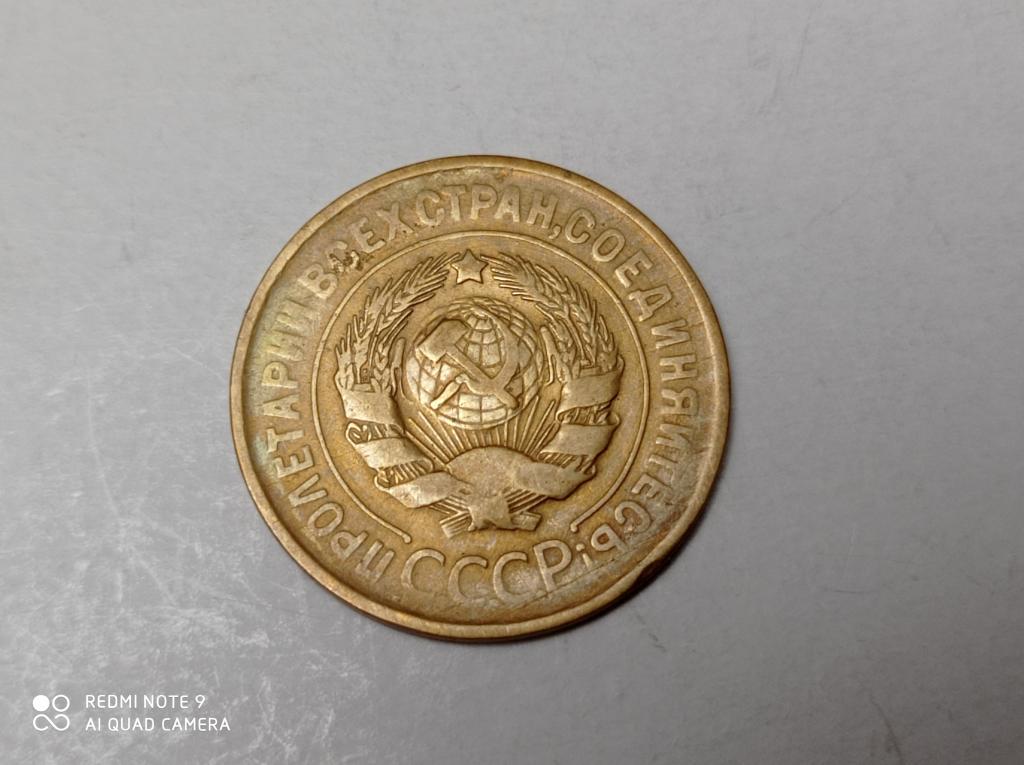 ПРОЛЕТАРИИ ВСЕХ СТРАН, СОЕДИНЯЙТЕСЬ!
СССР
REDMI NOTE 9
AI QUAD CAMERA